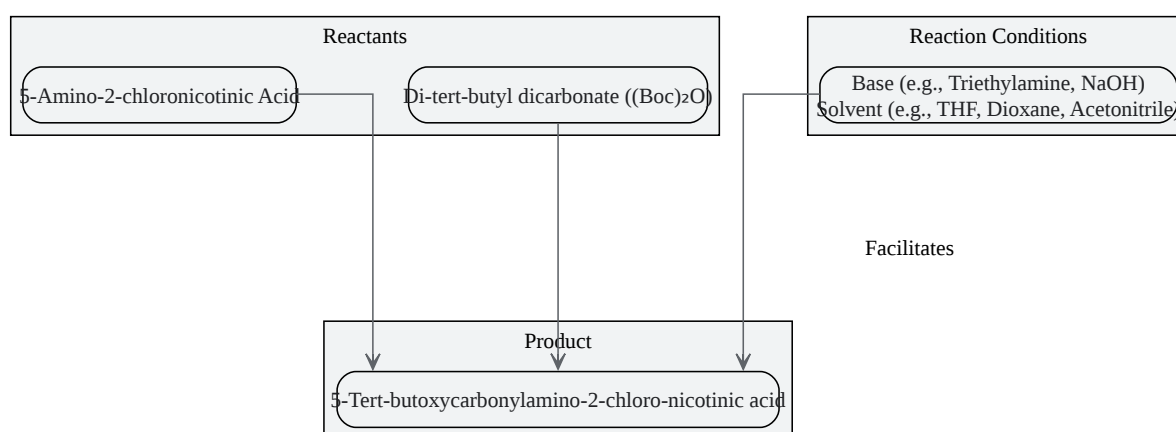 Reactants
5-Amino-2-chloronicotinic Acid
Di-tert-butyl dicarbonate ((Boc)₂O)
Reaction Conditions
Base (e.g., Triethylamine, NaOH)
Solvent (e.g., THF, Dioxane, Acetonitrile)
Facilitates
Product
5-Tert-butoxycarbonylamino-2-chloro-nicotinic acid